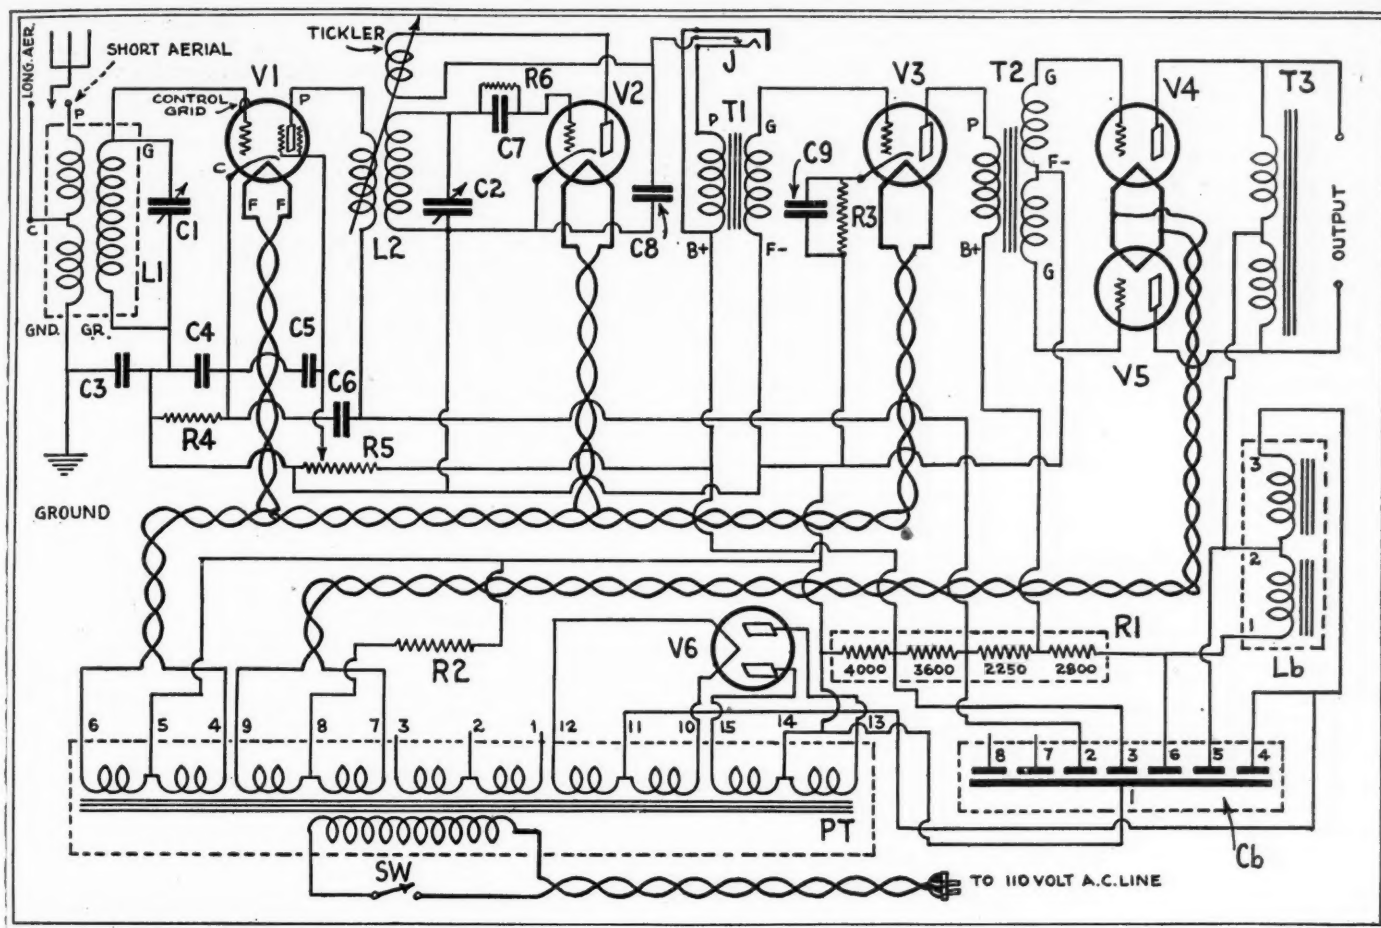 LONG. AER.
SHORT AERIAL
P
CONTROL GRID
V1
P
TICKLER
R6
V2
J
V3
T2
G
V4
T3
G
C
F F
C1
L1
C
GND. GR.
L2
C2
C7
C8
P
T1
G
B+
F-
C9
R3
P
B+
F-
G
V5
OUTPUT
C3
C4
C5
C6
R4
R5
GROUND
3
2
1
Lb
R2
V6
R1
4000 3600 2250 2800
6 5 4 9 8 7 3 2 1 12 11 10 15 14 13
8 7 2 3 6 5 4
1
PT
Cb
SW
TO 110 VOLT A.C. LINE